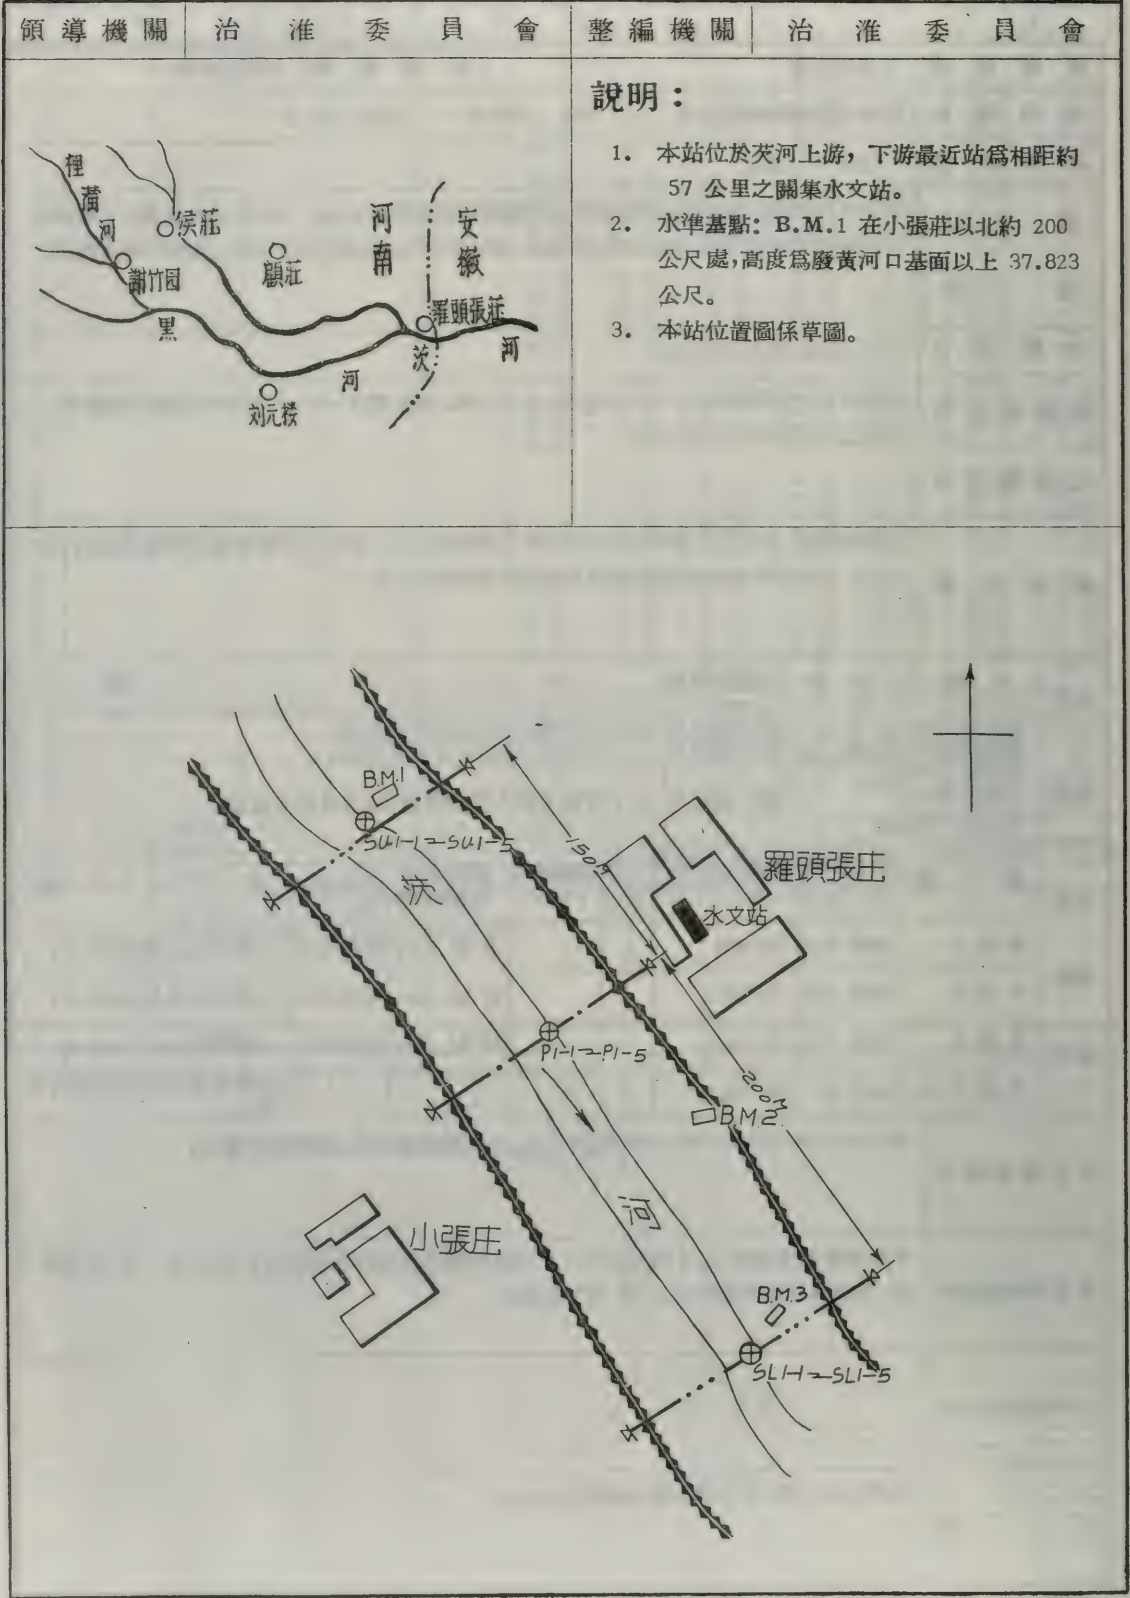 領導機關 治淮委員會 整編機關 治淮委員會
說明：
1. 本站位於茨河上游，下游最近站爲相距約
57 公里之關集水文站。
2. 水準基點：B.M.1 在小張莊以北約 200
公尺處，高度爲廢黃河口基面以上 37.823
公尺。
3. 本站位置圖係草圖。
河
侯莊
謝竹园
顧莊
河南
安徽
羅頭張莊
黑
河
刘元楼
茨
河
B.M.1
SU1-1~SU1-5
150M
茨
羅頭張庄
水文站
P1-1~P1-5
200M
B.M.2.
河
小張庄
B.M.3
SL1-1~SL1-5